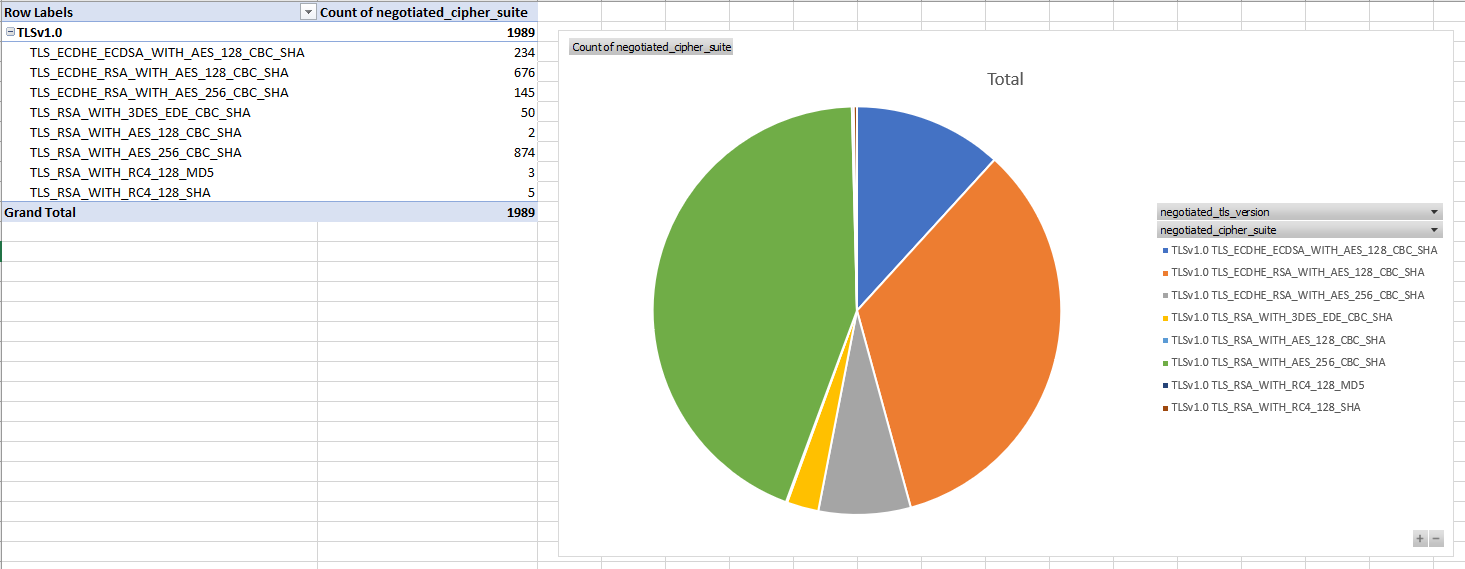 Row Labels Count of negotiated_cipher_suite
TLSv1.0 1989
TLS_ECDHE_ECDSA_WITH_AES_128_CBC_SHA 234
TLS_ECDHE_RSA_WITH_AES_128_CBC_SHA 676
TLS_ECDHE_RSA_WITH_AES_256_CBC_SHA 145
TLS_RSA_WITH_3DES_EDE_CBC_SHA 50
TLS_RSA_WITH_AES_128_CBC_SHA 2
TLS_RSA_WITH_AES_256_CBC_SHA 874
TLS_RSA_WITH_RC4_128_MD5 3
TLS_RSA_WITH_RC4_128_SHA 5
Grand Total 1989
Count of negotiated_cipher_suite
Total
negotiated_tls_version
negotiated_cipher_suite
TLSv1.0 TLS_ECDHE_ECDSA_WITH_AES_128_CBC_SHA
TLSv1.0 TLS_ECDHE_RSA_WITH_AES_128_CBC_SHA
TLSv1.0 TLS_ECDHE_RSA_WITH_AES_256_CBC_SHA
TLSv1.0 TLS_RSA_WITH_3DES_EDE_CBC_SHA
TLSv1.0 TLS_RSA_WITH_AES_128_CBC_SHA
TLSv1.0 TLS_RSA_WITH_AES_256_CBC_SHA
TLSv1.0 TLS_RSA_WITH_RC4_128_MD5
TLSv1.0 TLS_RSA_WITH_RC4_128_SHA